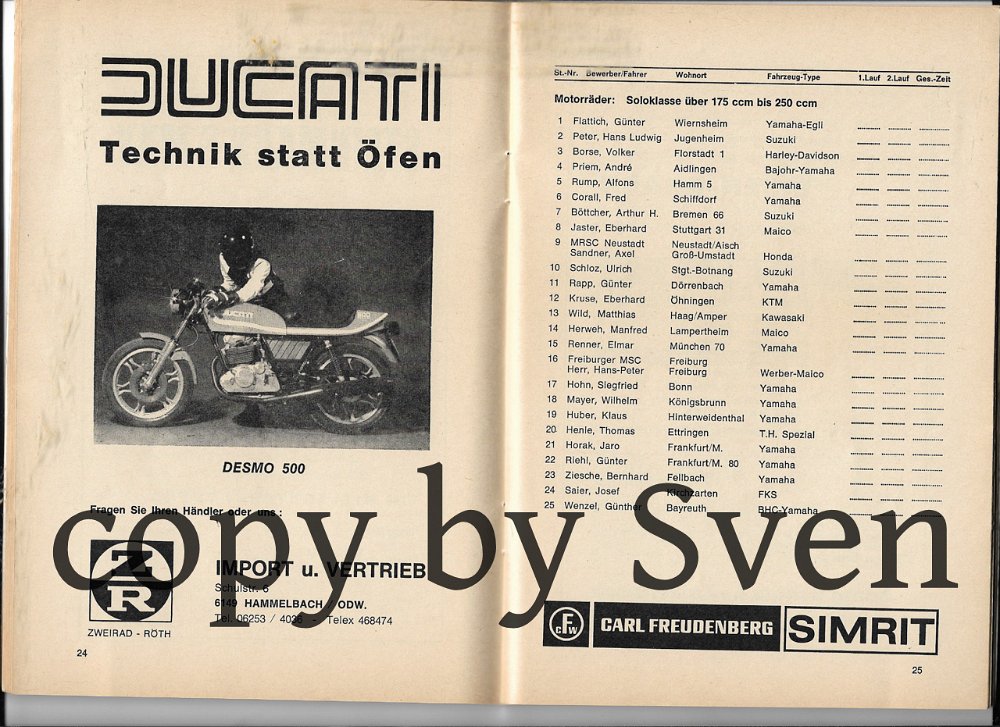 DUCATI
Technik statt Öfen
DUCATI
500
DESMO 500
Fragen Sie Ihren Händler oder uns:
ZR
ZWEIRAD - RÖTH
IMPORT u. VERTRIEB
Schulstr. 6
6149 HAMMELBACH / ODW.
Tel. 06253 / 4036 - Telex 468474
24
St.-Nr. Bewerber/Fahrer Wohnort Fahrzeug-Type 1.Lauf 2.Lauf Ges.-Zeit
Motorräder: Soloklasse über 175 ccm bis 250 ccm
1 Flattich, Günter Wiernsheim Yamaha-Egli
2 Peter, Hans Ludwig Jugenheim Suzuki
3 Borse, Volker Florstadt 1 Harley-Davidson
4 Priem, André Aidlingen Bajohr-Yamaha
5 Rump, Alfons Hamm 5 Yamaha
6 Corall, Fred Schiffdorf Yamaha
7 Böttcher, Arthur H. Bremen 66 Suzuki
8 Jaster, Eberhard Stuttgart 31 Maico
9 MRSC Neustadt Neustadt/Aisch
Sandner, Axel Groß-Umstadt Honda
10 Schloz, Ulrich Stgt.-Botnang Suzuki
11 Rapp, Günter Dörrenbach Yamaha
12 Kruse, Eberhard Öhningen KTM
13 Wild, Matthias Haag/Amper Kawasaki
14 Herweh, Manfred Lampertheim Maico
15 Renner, Elmar München 70 Yamaha
16 Freiburger MSC Freiburg
Herr, Hans-Peter Freiburg Werber-Maico
17 Hohn, Siegfried Bonn Yamaha
18 Mayer, Wilhelm Königsbrunn Yamaha
19 Huber, Klaus Hinterweidenthal Yamaha
20 Henle, Thomas Ettringen T.H. Spezial
21 Horak, Jaro Frankfurt/M. Yamaha
22 Riehl, Günter Frankfurt/M. 80 Yamaha
23 Ziesche, Bernhard Fellbach Yamaha
24 Saier, Josef Kirchzarten FKS
25 Wenzel, Günther Bayreuth BHC-Yamaha
copy by Sven
CFW CARL FREUDENBERG SIMRIT
25